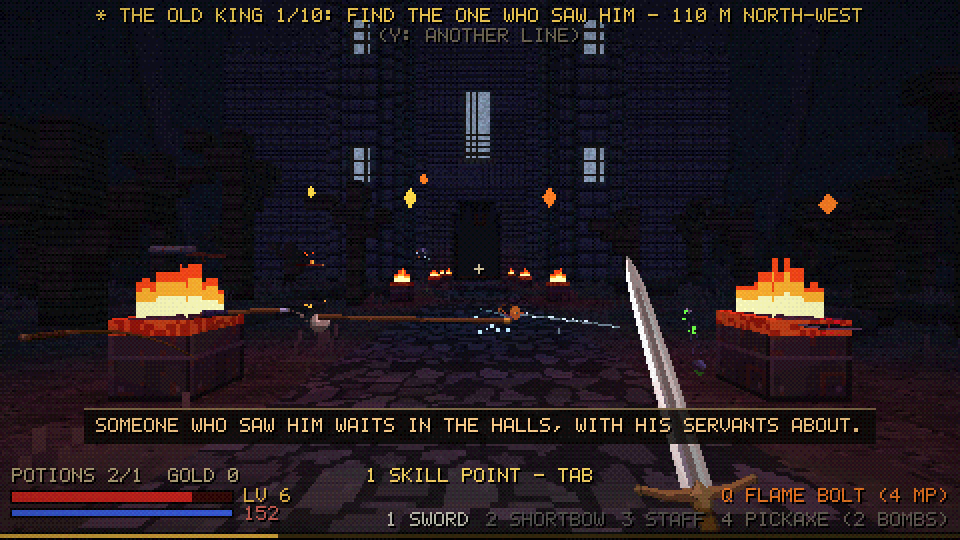 * THE OLD KING 1/10: FIND THE ONE WHO SAW HIM - 110 M NORTH-WEST
(Y: ANOTHER LINE)
SOMEONE WHO SAW HIM WAITS IN THE HALLS, WITH HIS SERVANTS ABOUT.
POTIONS 2/1 GOLD 0
1 SKILL POINT - TAB
LV 6
Q FLAME BOLT (4 MP)
152
1 SWORD 2 SHORTBOW 3 STAFF 4 PICKAXE (2 BOMBS)